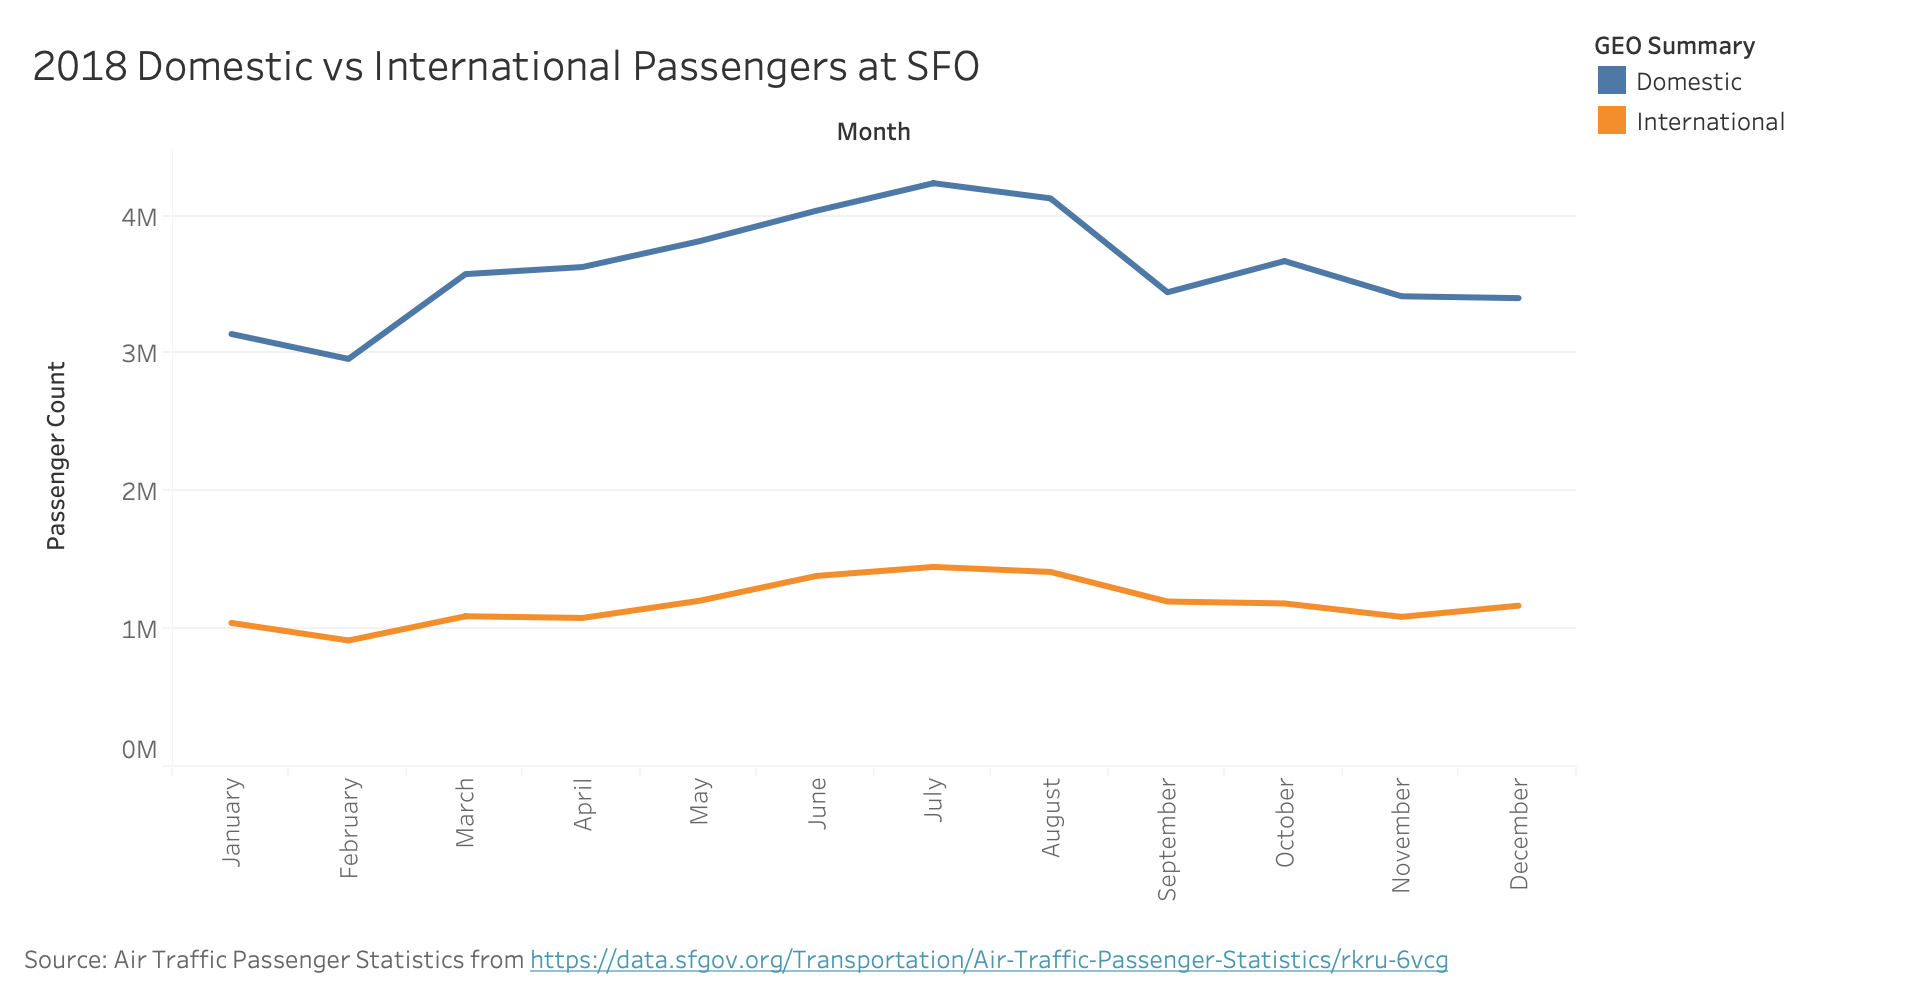 2018 Domestic vs International Passengers at SFO
GEO Summary
Domestic
International
Month
Passenger Count
4M
3M
2M
1M
0M
January
February
March
April
May
June
July
August
September
October
November
December
Source: Air Traffic Passenger Statistics from https://data.sfgov.org/Transportation/Air-Traffic-Passenger-Statistics/rkru-6vcg